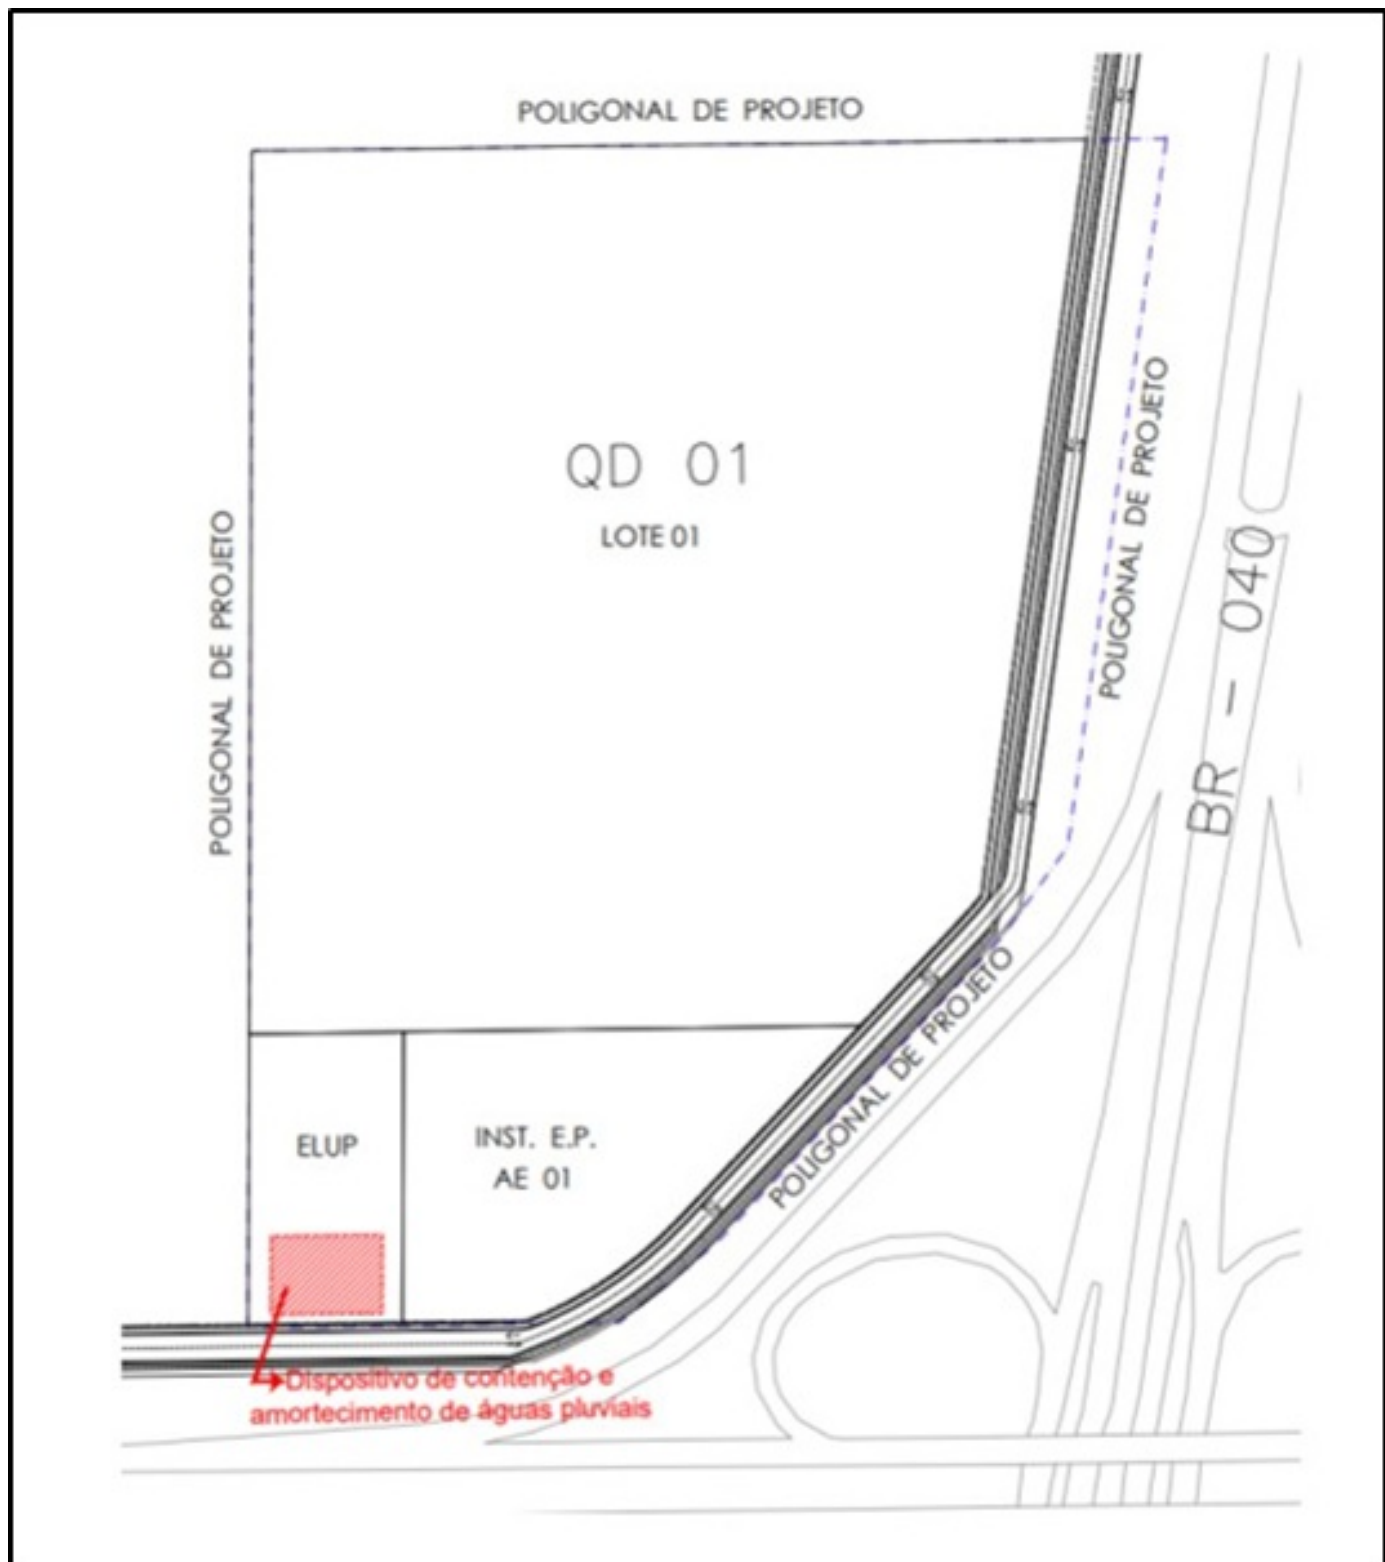 POLIGONAL DE PROJETO
QD 01
LOTE 01
POLIGONAL DE PROJETO
POLIGONAL DE PROJETO
BR - 040
POLIGONAL DE PROJETO
ELUP
INST. E.P.
AE 01
Dispositivo de contenção e
amortecimento de águas pluviais